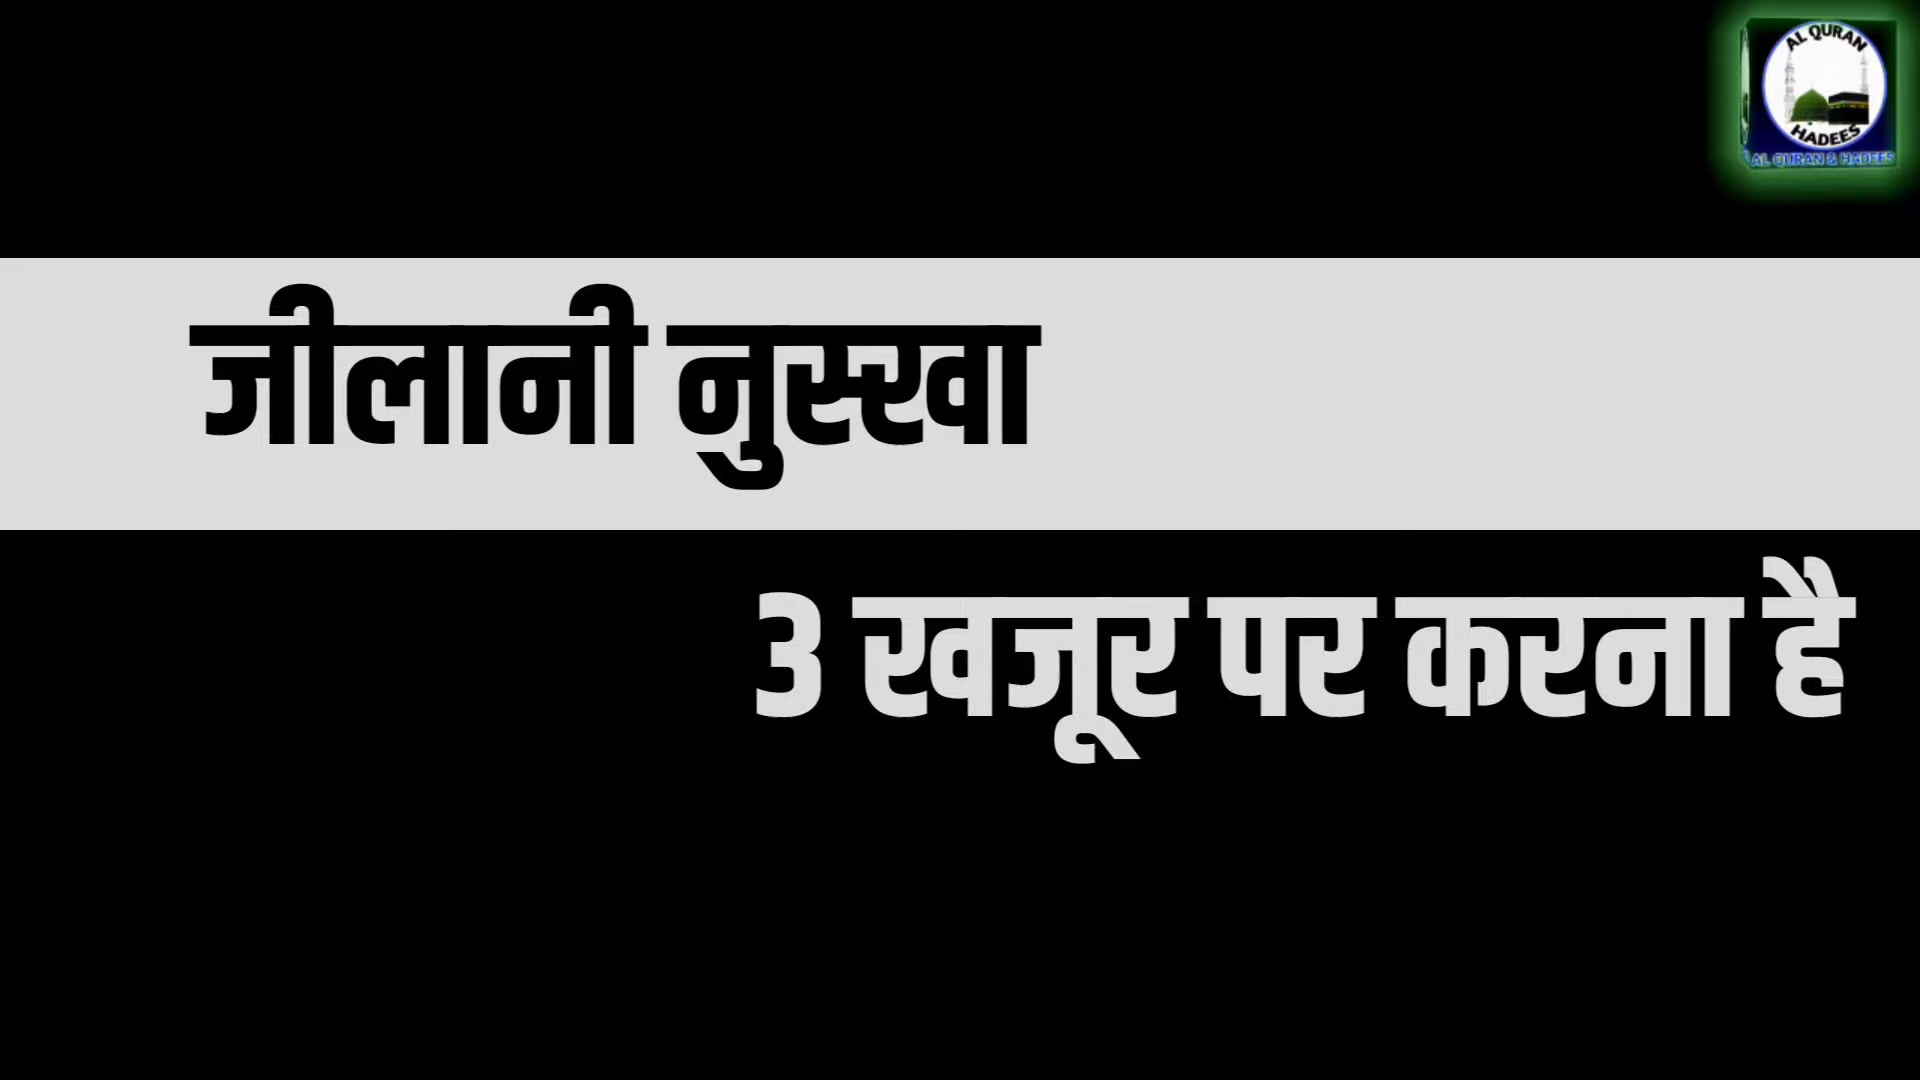 AL QURAN
HADEES
AL QURAN & HADEES
जीलानी नुस्खा
3 खजूर पर करना है